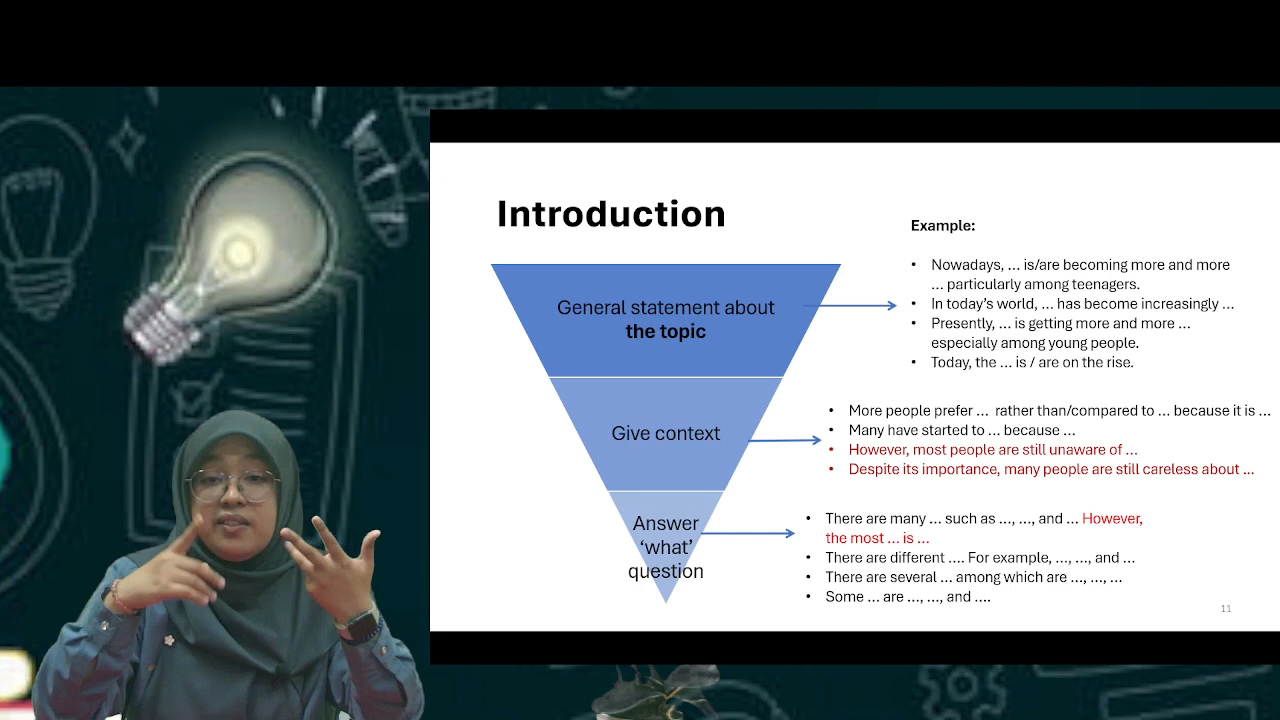 Introduction
General statement about
the topic
Give context
Answer
‘what’
question
Example:
• Nowadays, ... is/are becoming more and more
... particularly among teenagers.
• In today’s world, ... has become increasingly ...
• Presently, ... is getting more and more ...
especially among young people.
• Today, the ... is / are on the rise.
• More people prefer ... rather than/compared to ... because it is ...
• Many have started to ... because ...
• However, most people are still unaware of ...
• Despite its importance, many people are still careless about ...
• There are many ... such as ..., ..., and ... However,
the most ... is ...
• There are different .... For example, ..., ..., and ...
• There are several ... among which are ..., ..., ...
• Some ... are ..., ..., and ....
11